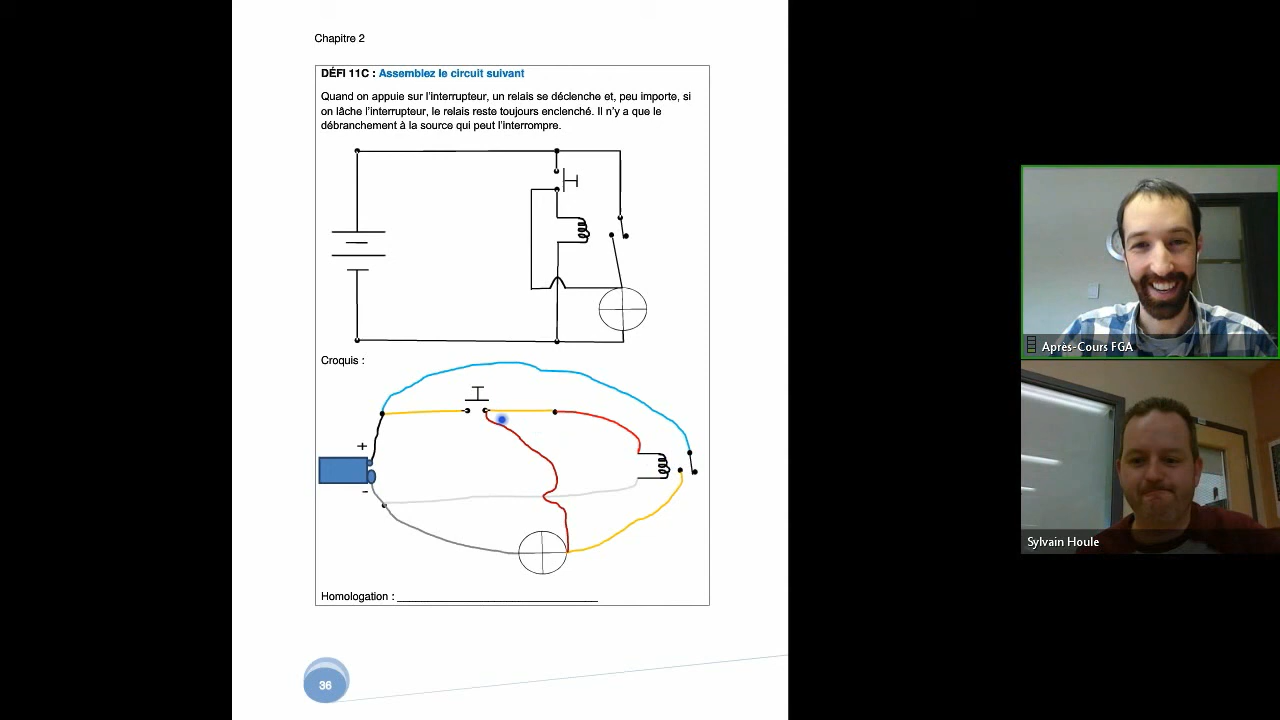 Chapitre 2
DÉFI 11C : Assemblez le circuit suivant
Quand on appuie sur l'interrupteur, un relais se déclenche et, peu importe, si
on lâche l'interrupteur, le relais reste toujours enclenché. Il n'y a que le
débranchement à la source qui peut l'interrompre.
Croquis :
+
-
Homologation : ______________________________
36
Après-Cours FGA
Sylvain Houle